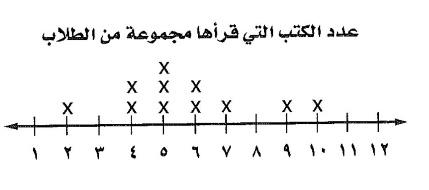 عدد الكتب التي قرأها مجموعة من الطلاب
X
X X X
X X X X X X X
١ ٢ ٣ ٤ ٥ ٦ ٧ ٨ ٩ ١٠ ١١ ١٢